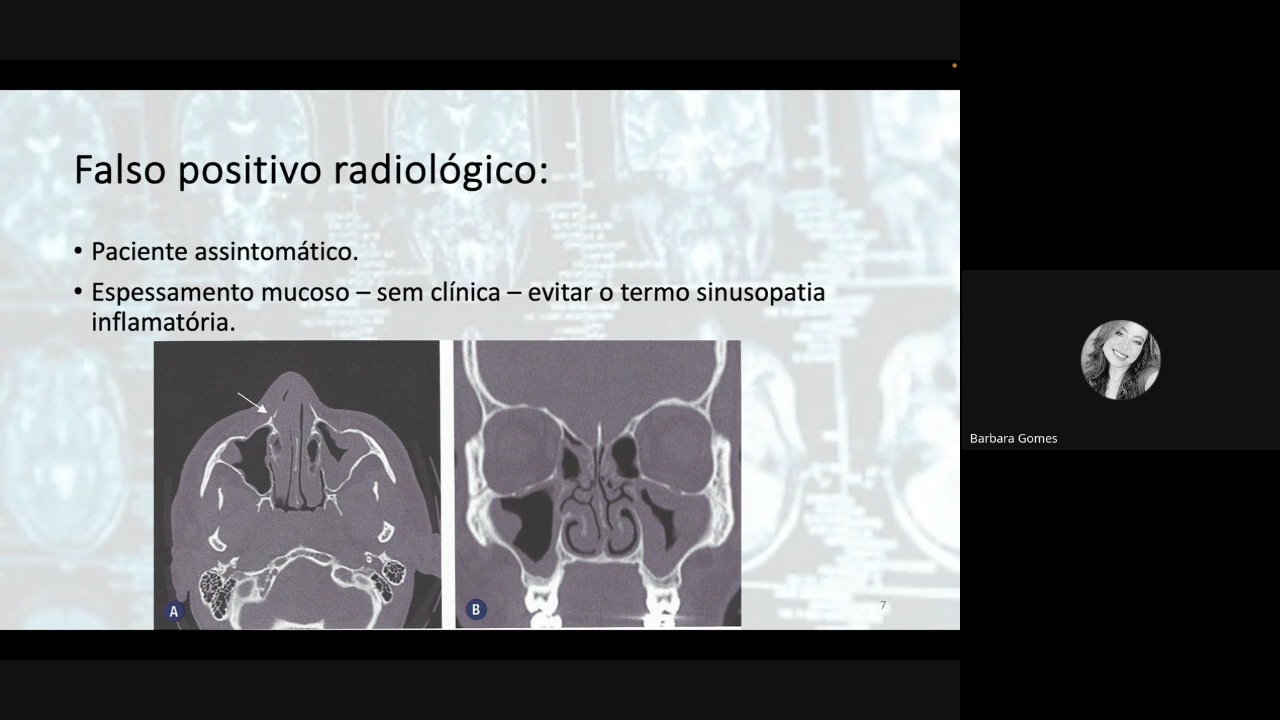 Falso positivo radiológico:
• Paciente assintomático.
• Espessamento mucoso – sem clínica – evitar o termo sinusopatia
inflamatória.
A
B
7
Barbara Gomes